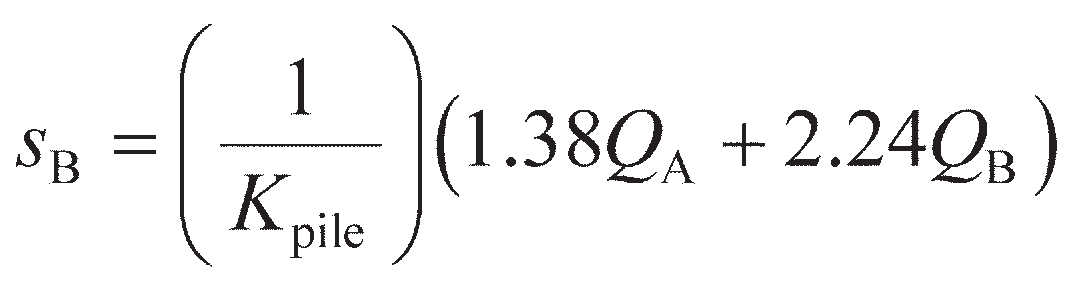 s_B = (1/K_pile)(1.38Q_A + 2.24Q_B)